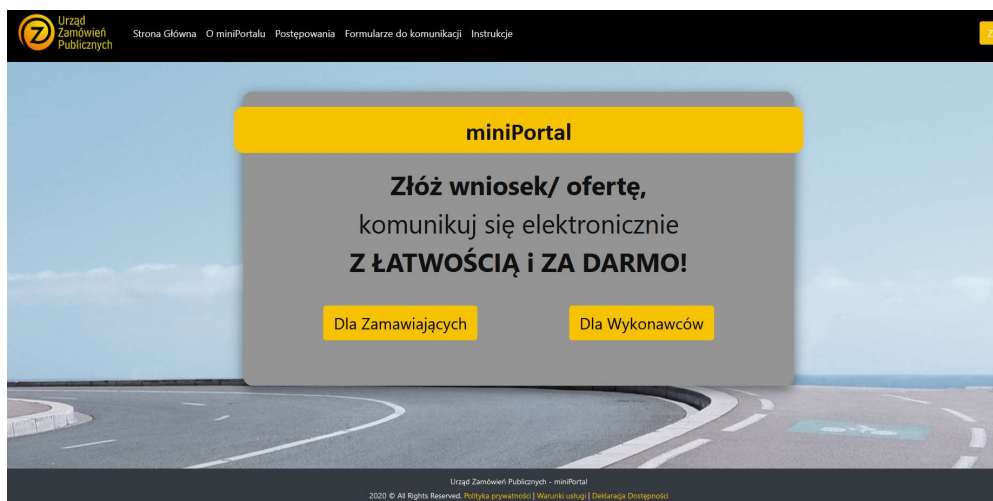 Urząd
Zamówień
Publicznych
Strona Główna O miniPortalu Postępowania Formularze do komunikacji Instrukcje
miniPortal
Złóż wniosek/ ofertę,
komunikuj się elektronicznie
Z ŁATWOŚCIĄ i ZA DARMO!
Dla Zamawiających Dla Wykonawców
Urząd Zamówień Publicznych - miniPortal
2020 © All Rights Reserved. Polityka prywatności | Warunki usługi | Deklaracja Dostępności